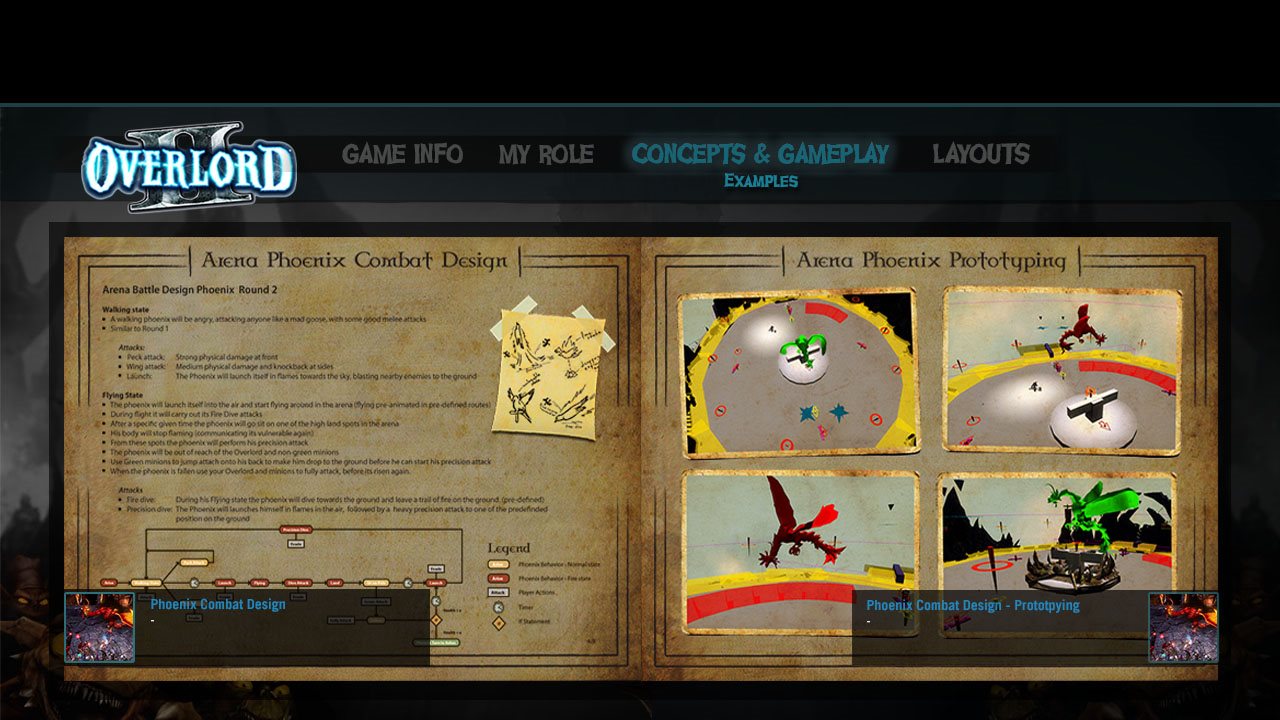 OVERLORD II
GAME INFO
MY ROLE
CONCEPTS & GAMEPLAY
LAYOUTS
EXAMPLES
Arena Phoenix Combat Design
Arena Battle Design Phoenix Round 2
Walking state
A walking phoenix will be angry, attacking anyone like a mad goose, with some good melee attacks
Similar to Round 1
Attacks:
Peck attack: Strong physical damage at front
Wing attack: Medium physical damage and knockback at sides
Launch: The Phoenix will launch itself in flames towards the sky, blasting nearby enemies to the ground
Flying State
The phoenix will launch itself into the air and start flying around in the arena (flying pre-animated in pre-defined routes)
During flight it will carry out its Fire Dive attacks
After a specific given time the phoenix will go sit on one of the high land spots in the arena
His body will stop flaming (communicating its vulnerable again)
From these spots the phoenix will perform his precision attack
The phoenix will be out of reach of the Overlord and non-green minions
Use Green minions to jump attach onto his back to make him drop to the ground before he can start his precision attack
When the phoenix is fallen use your Overlord and minions to fully attack, before its risen again.
Attacks
Fire dive: During his Flying state the phoenix will dive towards the ground and leave a trail of fire on the ground. (pre-defined)
Precision dive: The Phoenix will launches himself in flames in the air, followed by a heavy precision attack to one of the predefined
position on the ground
Precision Dive
Evade
Peck Attack
Evade
Launch
Flying
Dive Attack
Land
Launch
Legend
Phoenix Behavior - Normal state
Phoenix Behavior - Fire state
Attack
Player Actions
Timer
If Statement
Phoenix Combat Design
-
Arena Phoenix Prototyping
Phoenix Combat Design - Prototpying
-